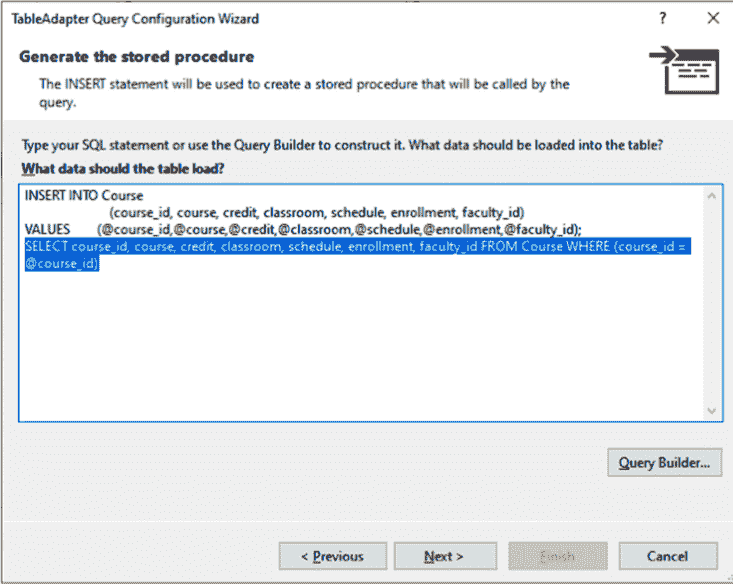 TableAdapter Query Configuration Wizard
?
Generate the stored procedure
The INSERT statement will be used to create a stored procedure that will be called by the
query.
Type your SQL statement or use the Query Builder to construct it. What data should be loaded into the table?
What data should the table load?
INSERT INTO Course
(course_id, course, credit, classroom, schedule, enrollment, faculty_id)
VALUES (@course_id,@course,@credit,@classroom,@schedule,@enrollment,@faculty_id);
SELECT course_id, course, credit, classroom, schedule, enrollment, faculty_id FROM Course WHERE (course_id =
@course_id)
Query Builder...
< Previous
Next >
Finish
Cancel